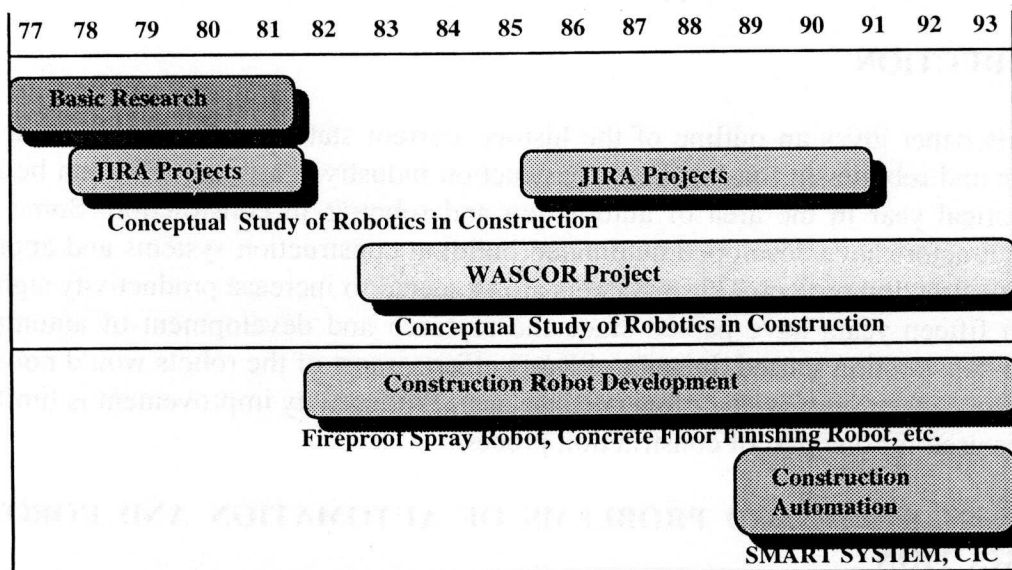 77 78 79 80 81 82 83 84 85 86 87 88 89 90 91 92 93
Basic Research
JIRA Projects JIRA Projects
Conceptual Study of Robotics in Construction
WASCOR Project
Conceptual Study of Robotics in Construction
Construction Robot Development
Fireproof Spray Robot, Concrete Floor Finishing Robot, etc.
Construction
Automation
SMART SYSTEM, CIC